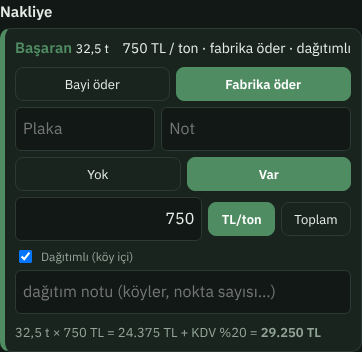 Nakliye
Başaran 32,5 t 750 TL / ton · fabrika öder · dağıtımlı
Bayi öder Fabrika öder
Plaka Not
Yok Var
750 TL/ton Toplam
Dağıtımlı (köy içi)
dağıtım notu (köyler, nokta sayısı...)
32,5 t × 750 TL = 24.375 TL + KDV %20 = 29.250 TL